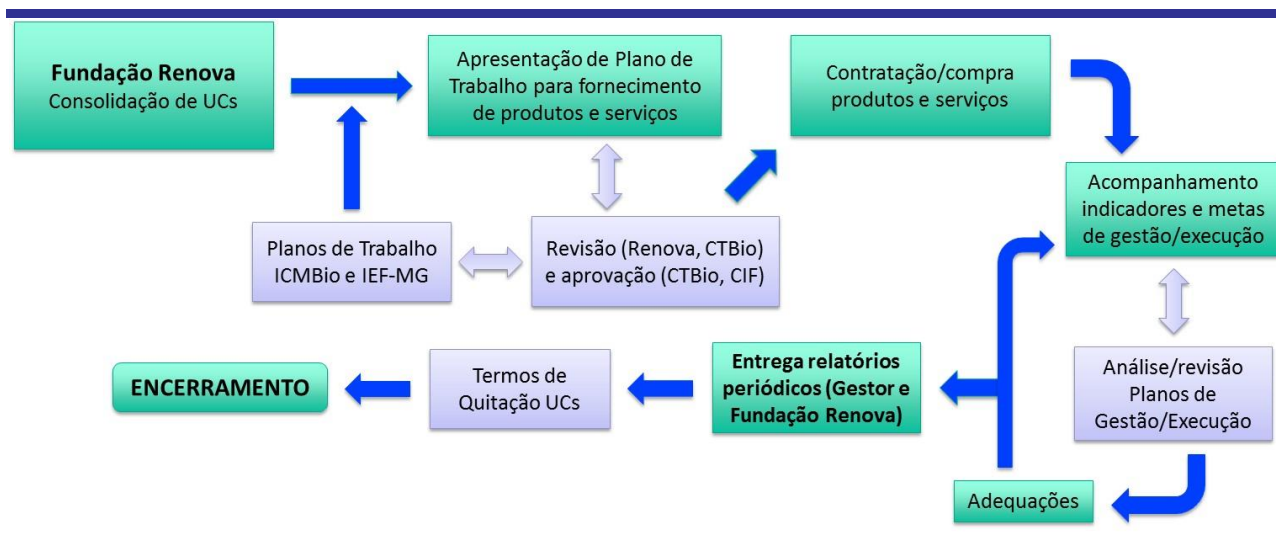 Fundação Renova
Consolidação de UCs
Apresentação de Plano de
Trabalho para fornecimento
de produtos e serviços
Contratação/compra
produtos e serviços
Acompanhamento
indicadores e metas
de gestão/execução
Planos de Trabalho
ICMBio e IEF-MG
Revisão (Renova, CTBio)
e aprovação (CTBio, CIF)
ENCERRAMENTO
Termos de
Quitação UCs
Entrega relatórios
periódicos (Gestor e
Fundação Renova)
Análise/revisão
Planos de
Gestão/Execução
Adequações